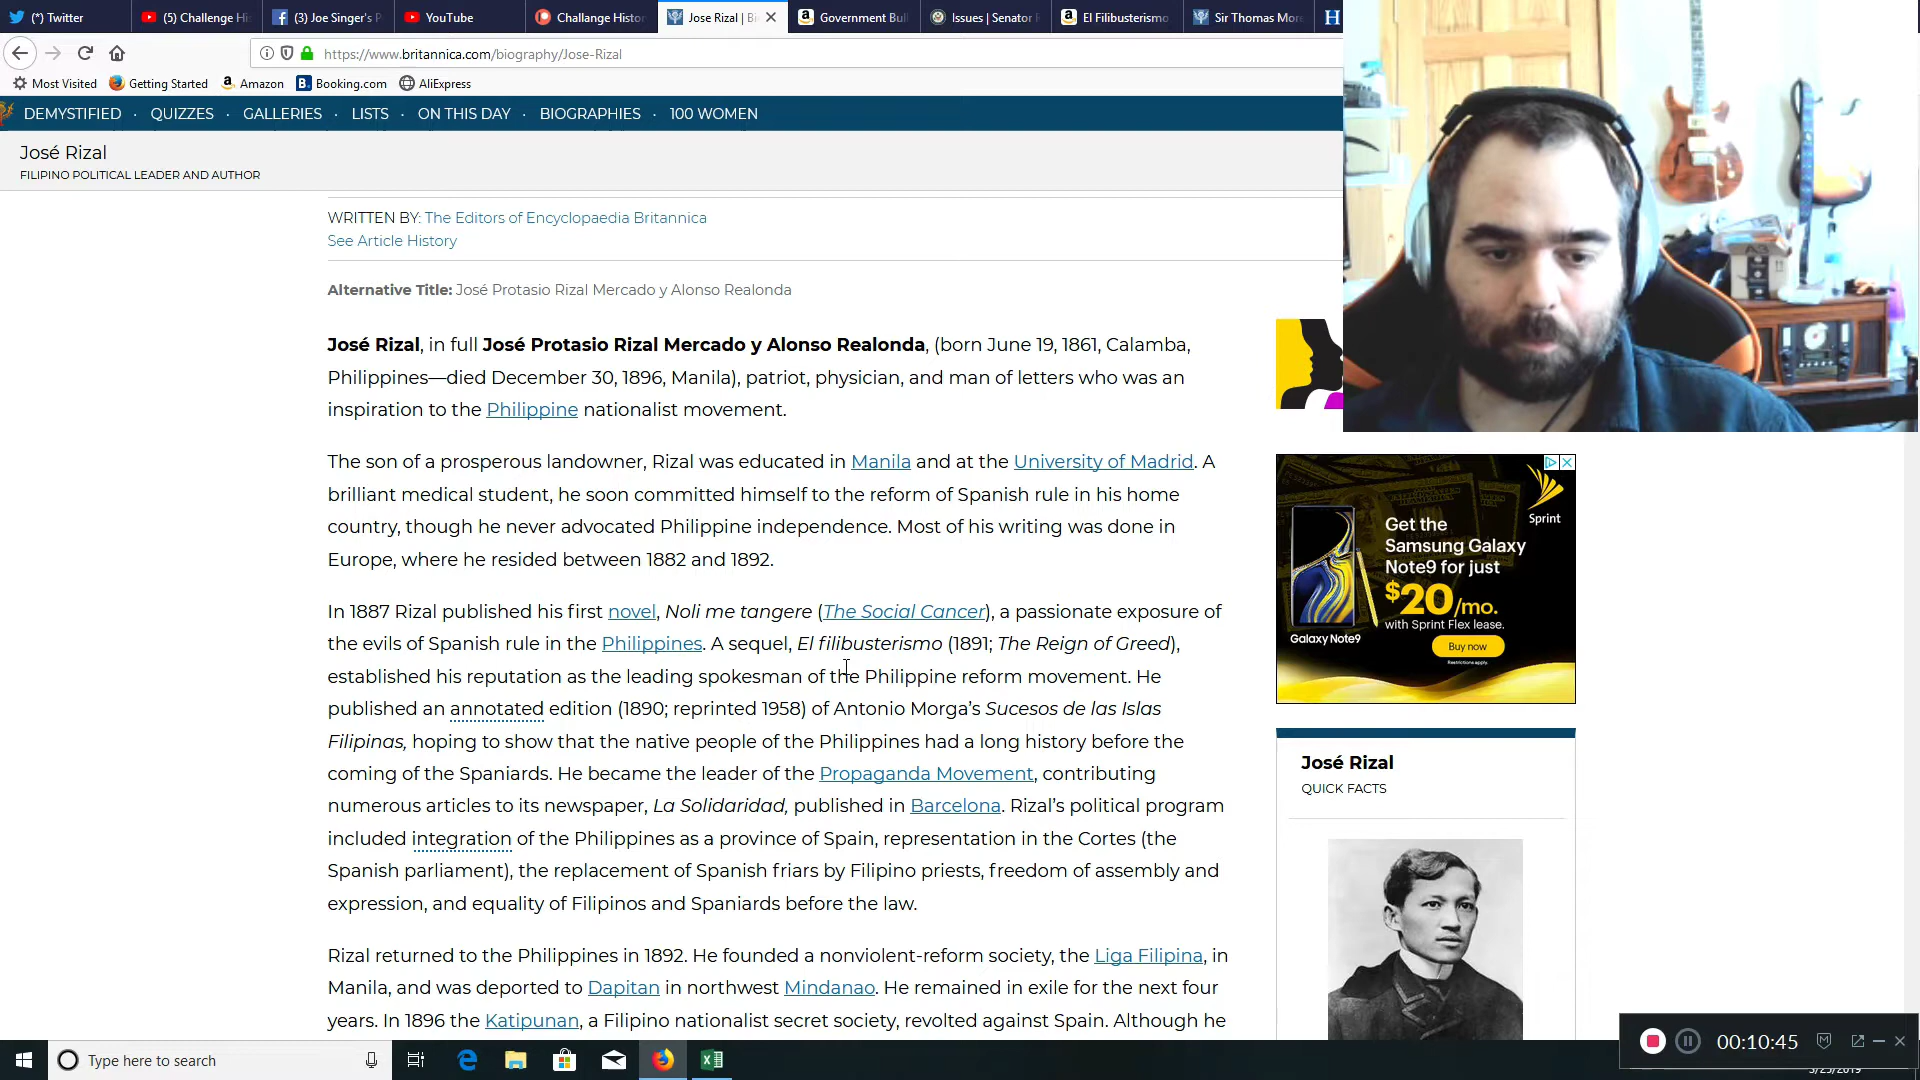 (*) Twitter
(5) Challenge His
(3) Joe Singer's P
YouTube
Challange Histor
Jose Rizal | Bi
Government Bull
Issues | Senator R
El Filibusterismo
Sir Thomas Mor
H
https://www.britannica.com/biography/Jose-Rizal
Most Visited
Getting Started
Amazon
Booking.com
AliExpress
DEMYSTIFIED · QUIZZES · GALLERIES · LISTS · ON THIS DAY · BIOGRAPHIES · 100 WOMEN
José Rizal
FILIPINO POLITICAL LEADER AND AUTHOR
WRITTEN BY: The Editors of Encyclopaedia Britannica
See Article History
Alternative Title: José Protasio Rizal Mercado y Alonso Realonda
José Rizal, in full José Protasio Rizal Mercado y Alonso Realonda, (born June 19, 1861, Calamba,
Philippines—died December 30, 1896, Manila), patriot, physician, and man of letters who was an
inspiration to the Philippine nationalist movement.
The son of a prosperous landowner, Rizal was educated in Manila and at the University of Madrid. A
brilliant medical student, he soon committed himself to the reform of Spanish rule in his home
country, though he never advocated Philippine independence. Most of his writing was done in
Europe, where he resided between 1882 and 1892.
In 1887 Rizal published his first novel, Noli me tangere (The Social Cancer), a passionate exposure of
the evils of Spanish rule in the Philippines. A sequel, El filibusterismo (1891; The Reign of Greed),
established his reputation as the leading spokesman of the Philippine reform movement. He
published an annotated edition (1890; reprinted 1958) of Antonio Morga's Sucesos de las Islas
Filipinas, hoping to show that the native people of the Philippines had a long history before the
coming of the Spaniards. He became the leader of the Propaganda Movement, contributing
numerous articles to its newspaper, La Solidaridad, published in Barcelona. Rizal's political program
included integration of the Philippines as a province of Spain, representation in the Cortes (the
Spanish parliament), the replacement of Spanish friars by Filipino priests, freedom of assembly and
expression, and equality of Filipinos and Spaniards before the law.
Rizal returned to the Philippines in 1892. He founded a nonviolent-reform society, the Liga Filipina, in
Manila, and was deported to Dapitan in northwest Mindanao. He remained in exile for the next four
years. In 1896 the Katipunan, a Filipino nationalist secret society, revolted against Spain. Although he
Sprint
Get the
Samsung Galaxy
Note9 for just
$20/mo.
with Sprint Flex lease.
Galaxy Note9
Buy now
Restrictions apply.
José Rizal
QUICK FACTS
Type here to search
00:10:45